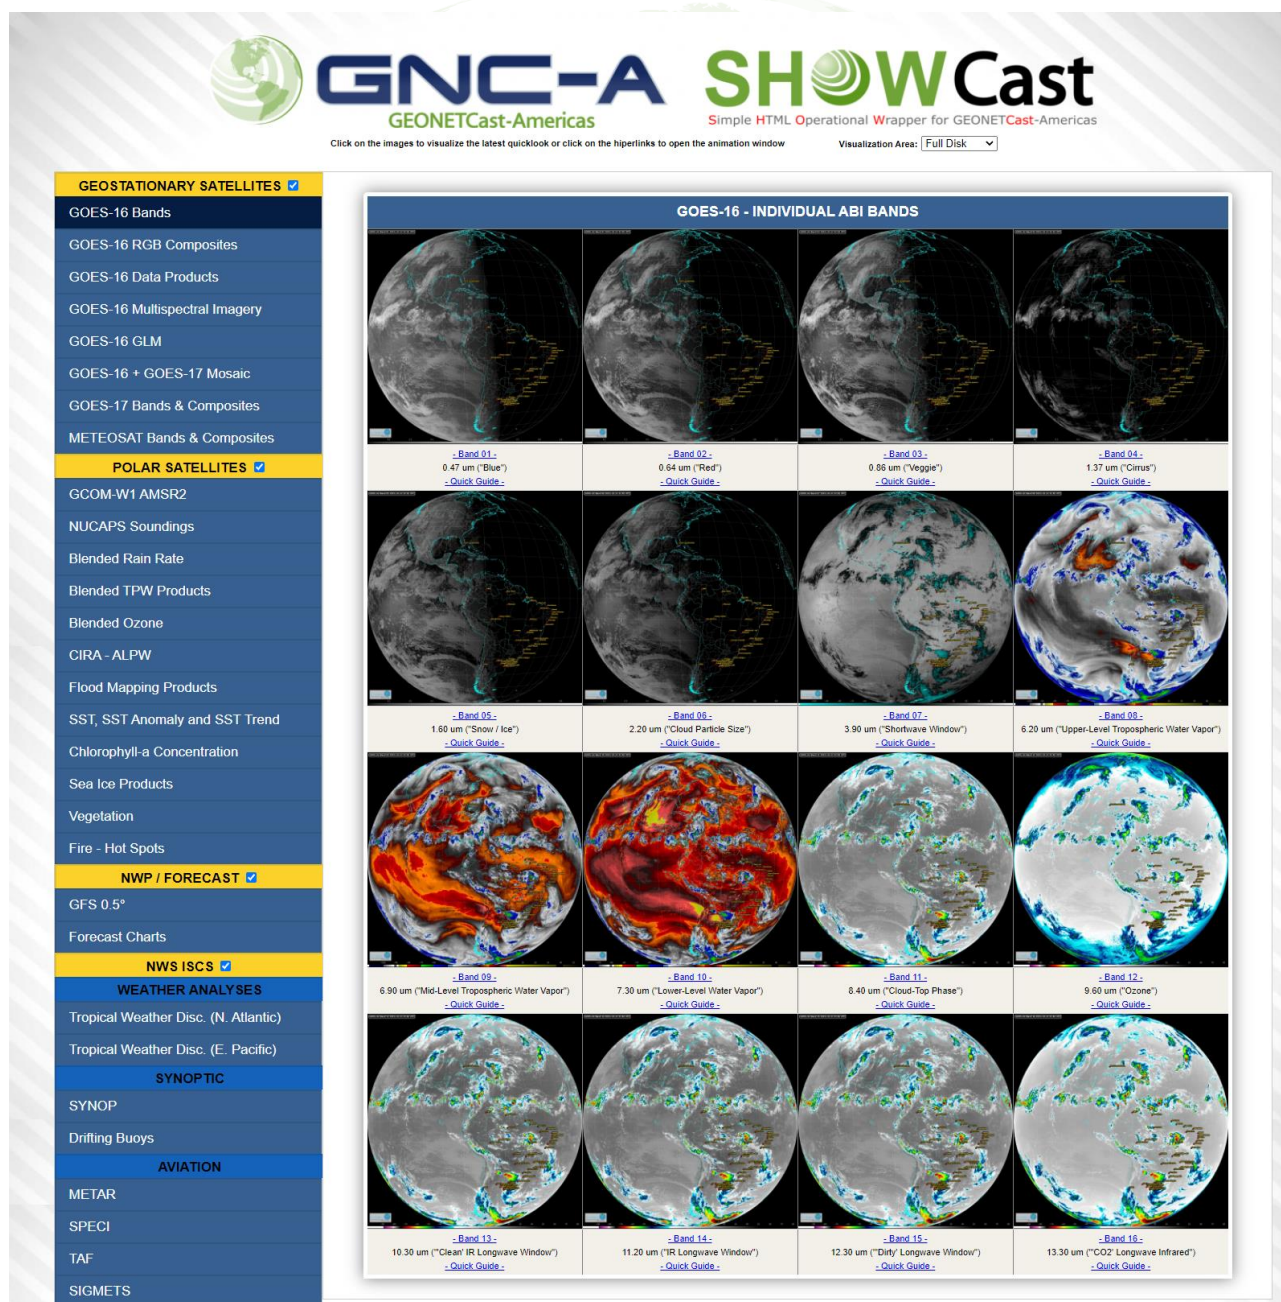 GNC-A
GEONETCast-Americas
SHOWCast
Simple HTML Operational Wrapper for GEONETCast-Americas
Click on the images to visualize the latest quicklook or click on the hiperlinks to open the animation window
Visualization Area: Full Disk
GEOSTATIONARY SATELLITES
GOES-16 Bands
GOES-16 RGB Composites
GOES-16 Data Products
GOES-16 Multispectral Imagery
GOES-16 GLM
GOES-16 + GOES-17 Mosaic
GOES-17 Bands & Composites
METEOSAT Bands & Composites
POLAR SATELLITES
GCOM-W1 AMSR2
NUCAPS Soundings
Blended Rain Rate
Blended TPW Products
Blended Ozone
CIRA - ALPW
Flood Mapping Products
SST, SST Anomaly and SST Trend
Chlorophyll-a Concentration
Sea Ice Products
Vegetation
Fire - Hot Spots
NWP / FORECAST
GFS 0.5°
Forecast Charts
NWS ISCS
WEATHER ANALYSES
Tropical Weather Disc. (N. Atlantic)
Tropical Weather Disc. (E. Pacific)
SYNOPTIC
SYNOP
Drifting Buoys
AVIATION
METAR
SPECI
TAF
SIGMETS
GOES-16 - INDIVIDUAL ABI BANDS
- Band 01 -
0.47 um ("Blue")
- Quick Guide -
- Band 02 -
0.64 um ("Red")
- Quick Guide -
- Band 03 -
0.86 um ("Veggie")
- Quick Guide -
- Band 04 -
1.37 um ("Cirrus")
- Quick Guide -
- Band 05 -
1.60 um ("Snow / Ice")
- Quick Guide -
- Band 06 -
2.20 um ("Cloud Particle Size")
- Quick Guide -
- Band 07 -
3.90 um ("Shortwave Window")
- Quick Guide -
- Band 08 -
6.20 um ("Upper-Level Tropospheric Water Vapor")
- Quick Guide -
- Band 09 -
6.90 um ("Mid-Level Tropospheric Water Vapor")
- Quick Guide -
- Band 10 -
7.30 um ("Lower-Level Water Vapor")
- Quick Guide -
- Band 11 -
8.40 um ("Cloud-Top Phase")
- Quick Guide -
- Band 12 -
9.60 um ("Ozone")
- Quick Guide -
- Band 13 -
10.30 um ("'Clean' IR Longwave Window")
- Quick Guide -
- Band 14 -
11.20 um ("IR Longwave Window")
- Quick Guide -
- Band 15 -
12.30 um ("'Dirty' Longwave Window")
- Quick Guide -
- Band 16 -
13.30 um ("'CO2' Longwave Infrared")
- Quick Guide -